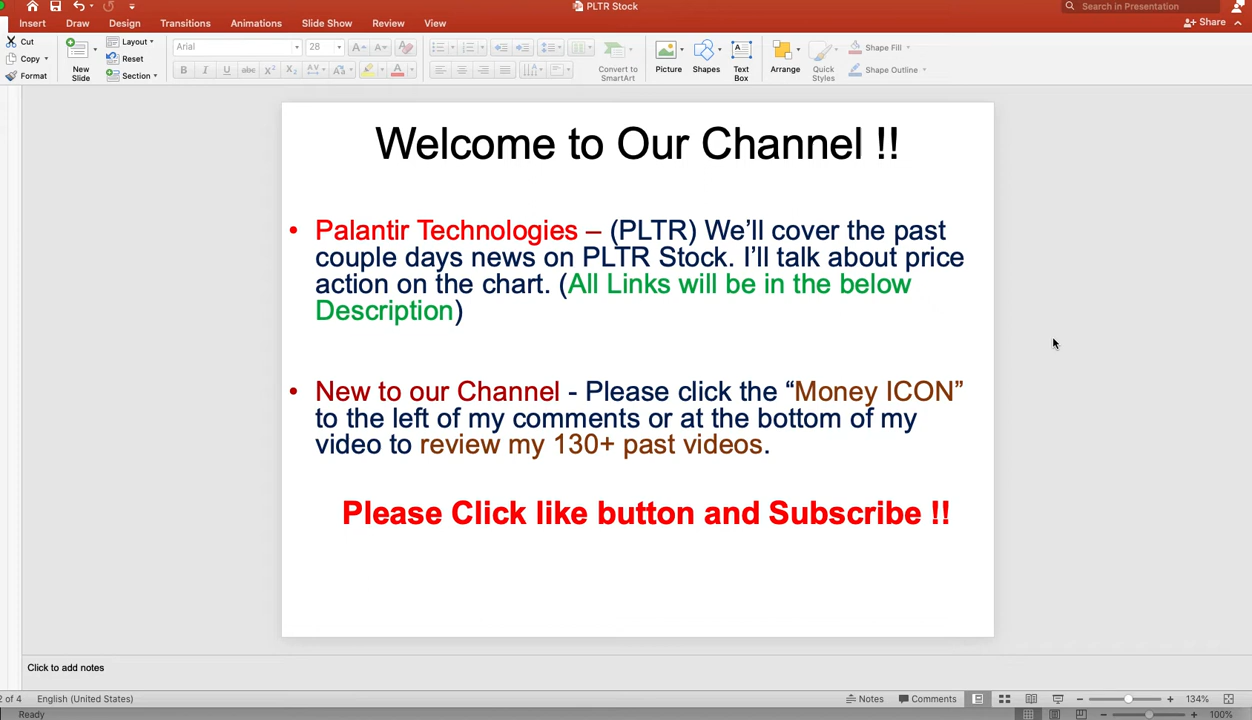 PLTR Stock
Search in Presentation
Insert Draw Design Transitions Animations Slide Show Review View
Share
Cut
Copy
Format
New
Slide
Layout
Reset
Section
Arial
28
Convert to
SmartArt
Picture
Shapes
Text
Box
Arrange
Quick
Styles
Shape Fill
Shape Outline
Welcome to Our Channel !!
• Palantir Technologies – (PLTR) We’ll cover the past
couple days news on PLTR Stock. I’ll talk about price
action on the chart. (All Links will be in the below
Description)
• New to our Channel - Please click the “Money ICON”
to the left of my comments or at the bottom of my
video to review my 130+ past videos.
Please Click like button and Subscribe !!
Click to add notes
2 of 4 English (United States) Notes Comments 134%
Ready 100%